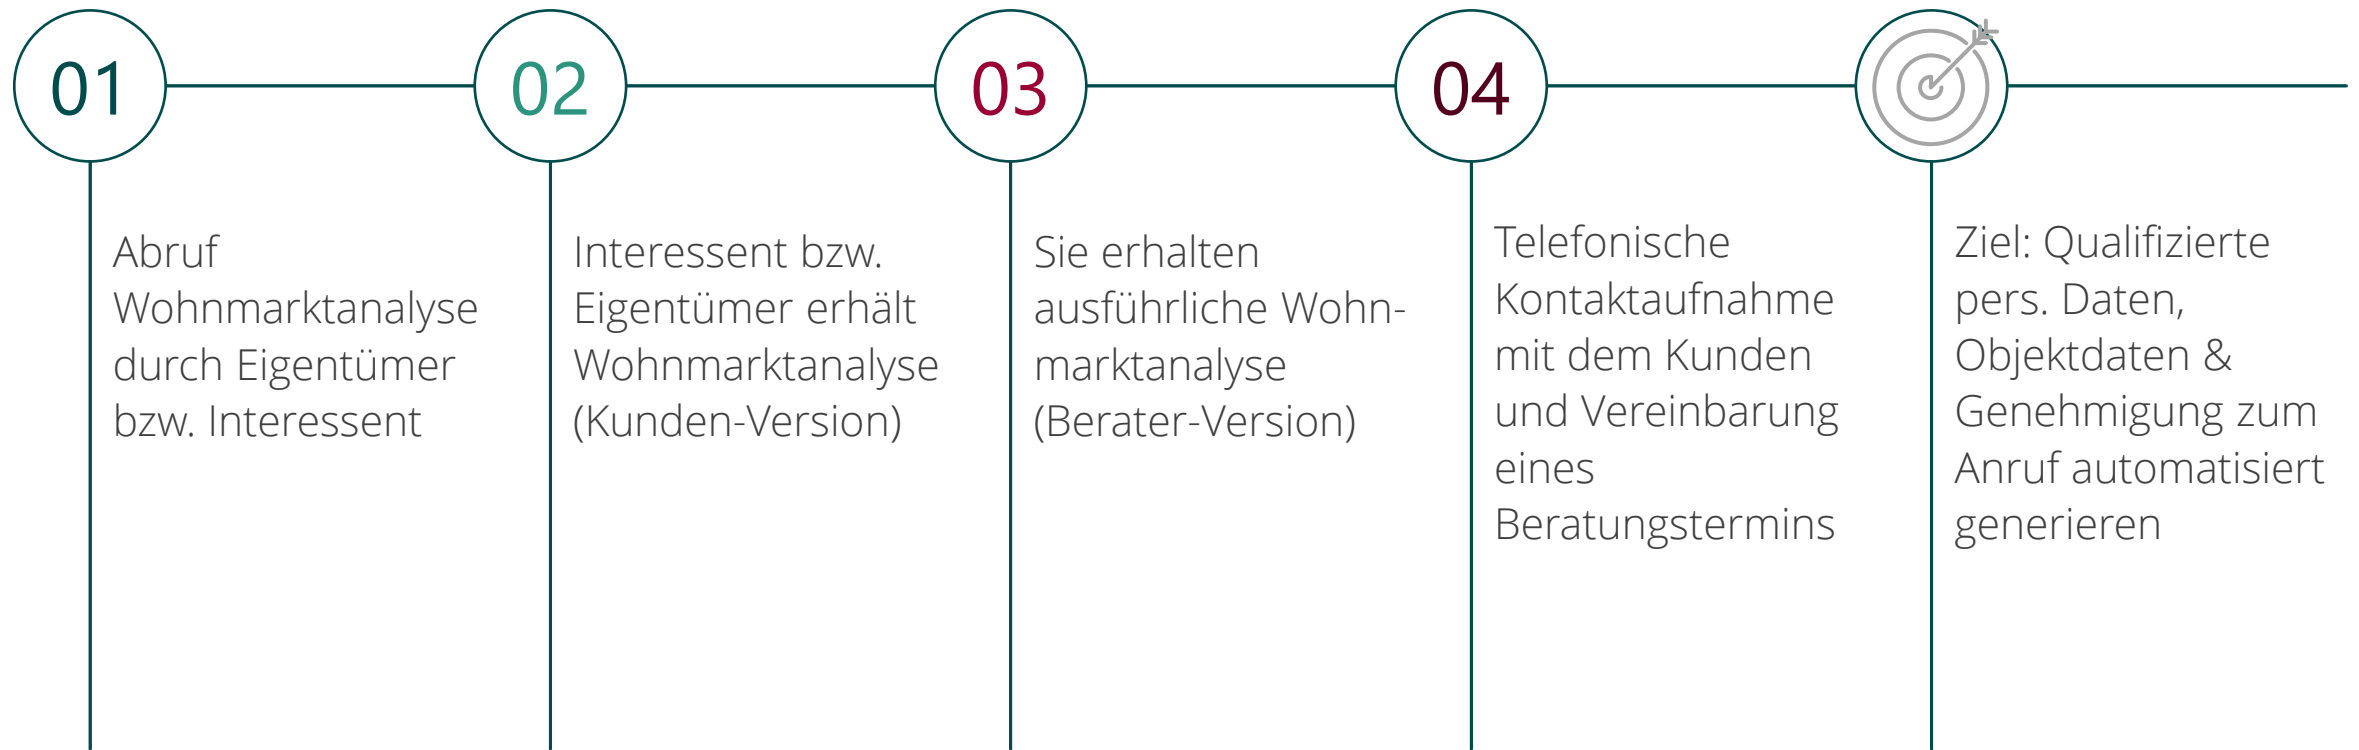 01
Abruf
Wohnmarktanalyse
durch Eigentümer
bzw. Interessent
02
Interessent bzw.
Eigentümer erhält
Wohnmarktanalyse
(Kunden-Version)
03
Sie erhalten
ausführliche Wohn-
marktanalyse
(Berater-Version)
04
Telefonische
Kontaktaufnahme
mit dem Kunden
und Vereinbarung
eines
Beratungstermins
Ziel: Qualifizierte
pers. Daten,
Objektdaten &
Genehmigung zum
Anruf automatisiert
generieren